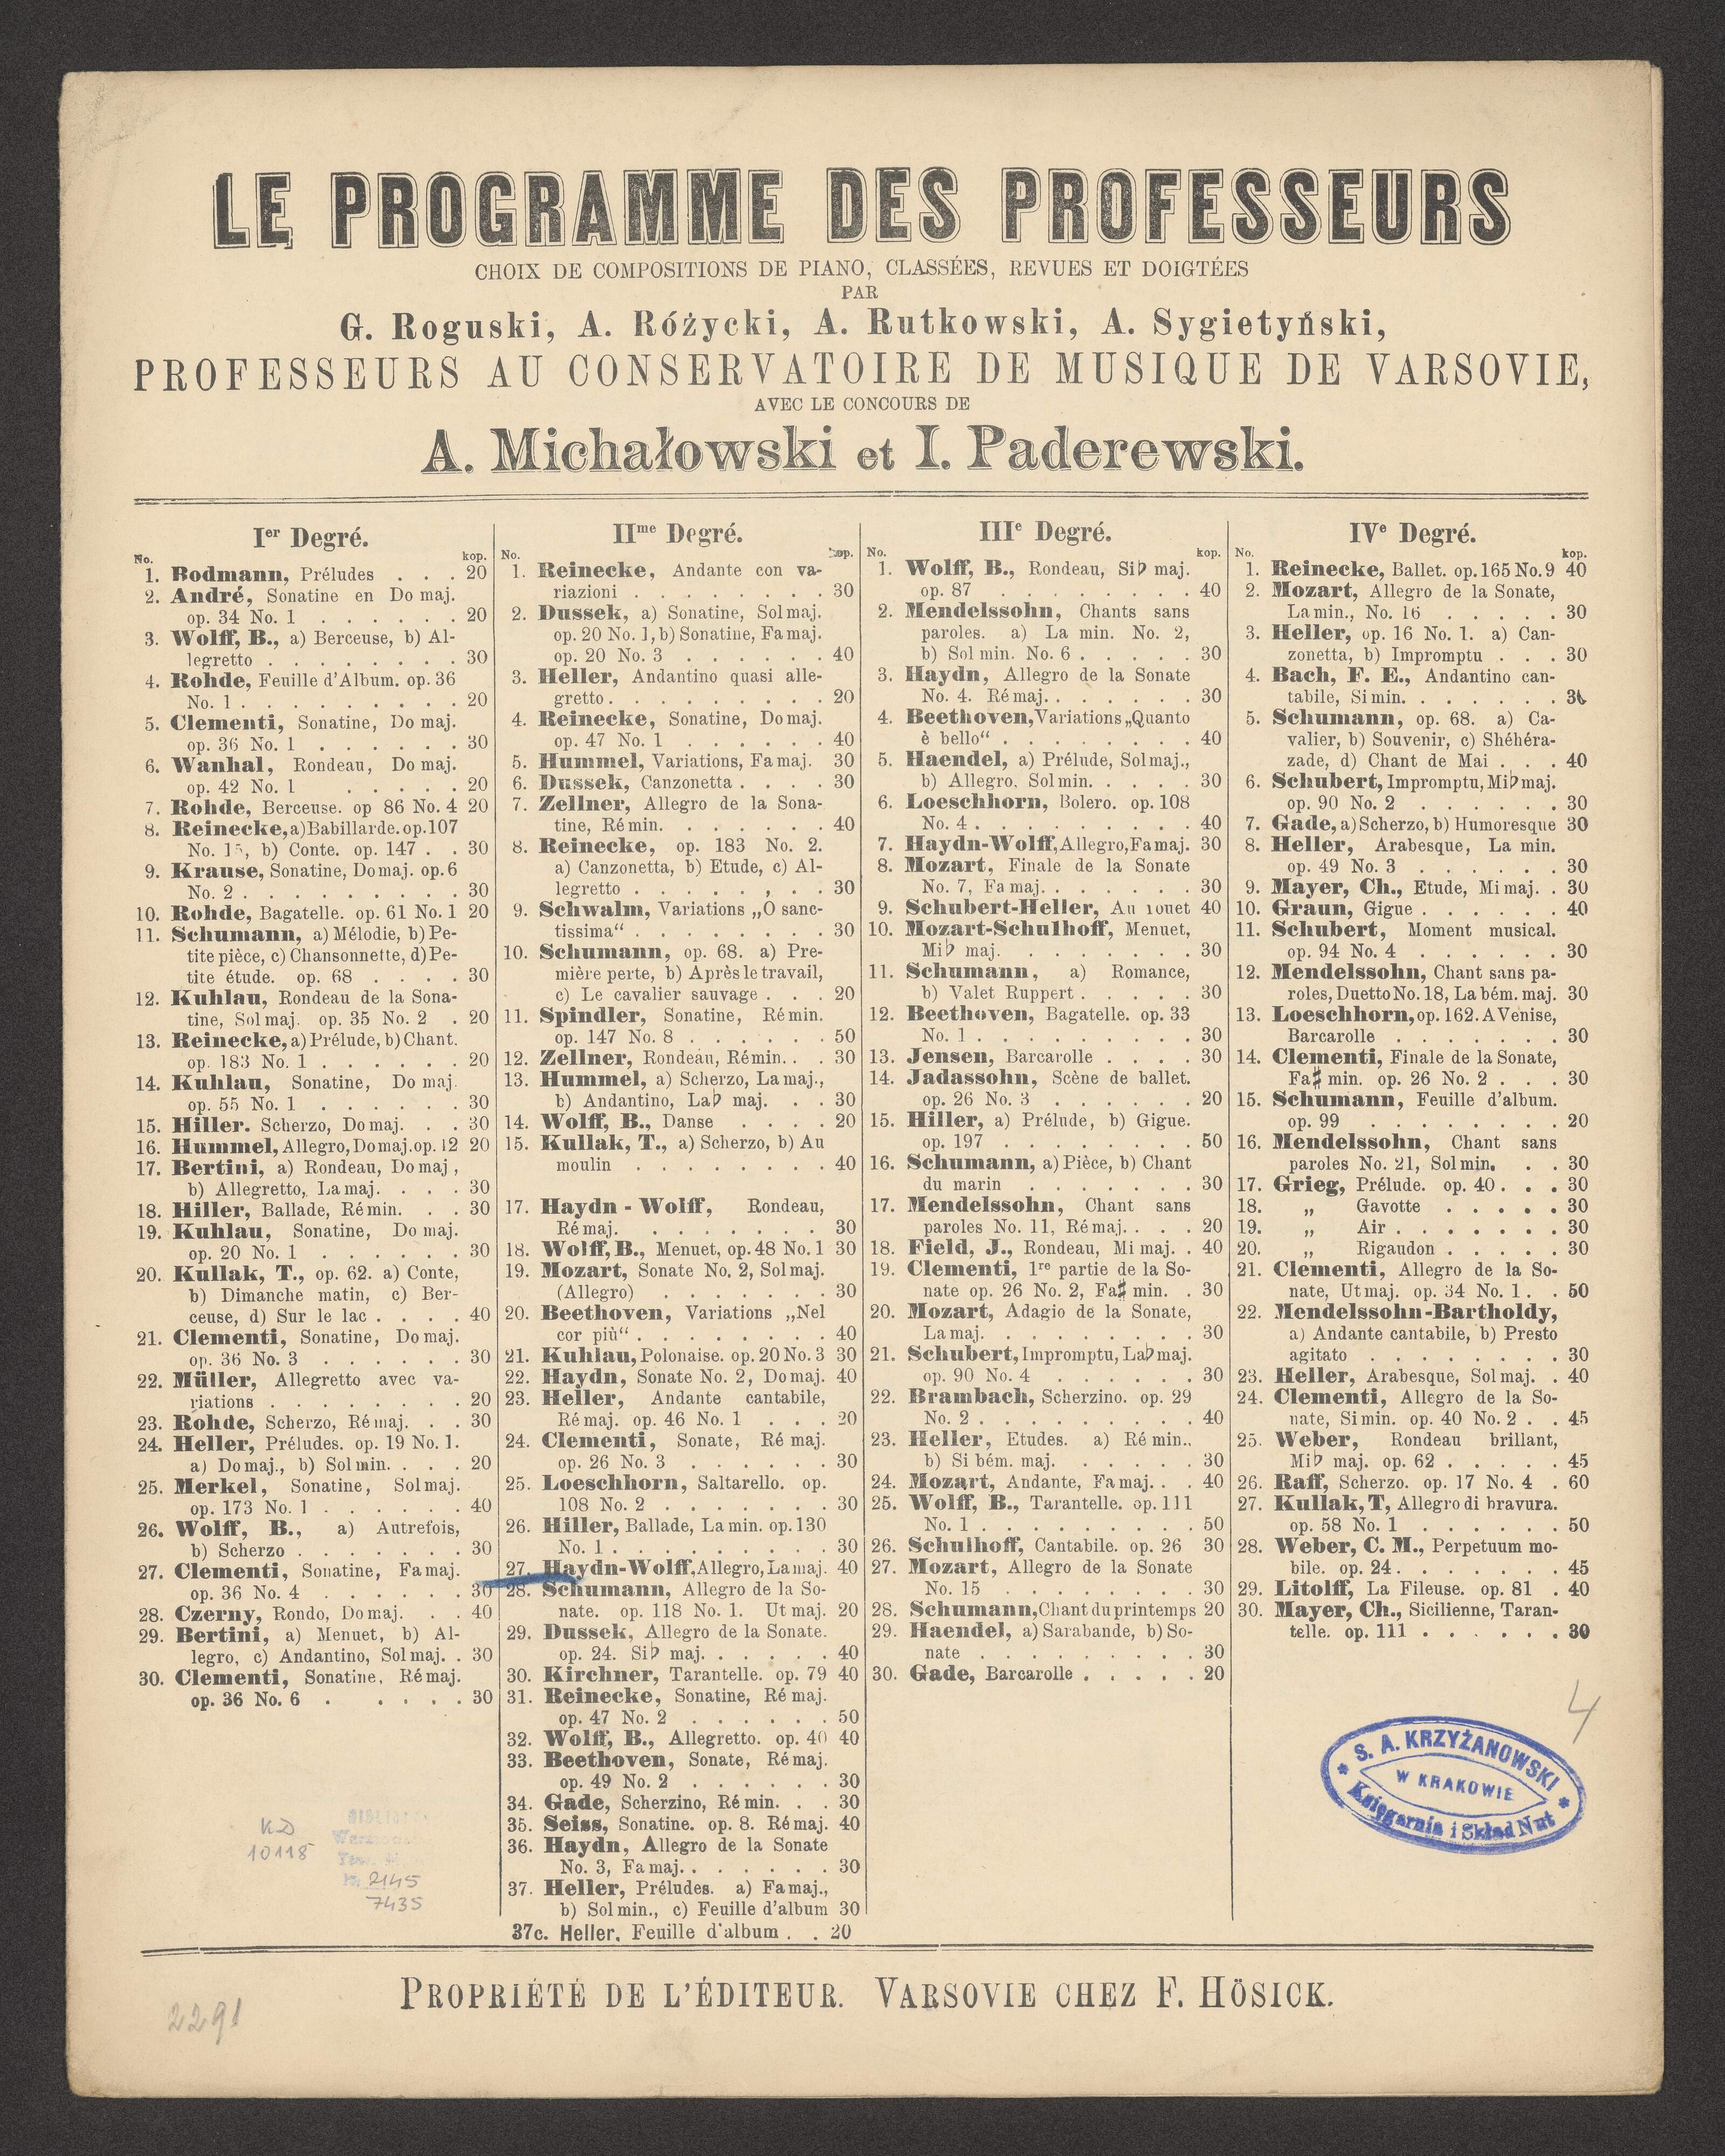 LE PROGRAMME DES PROFESSEURS
CHOIX DE COMPOSITIONS DE PIANO, CLASSÉES, REVUES ET DOIGTÉES
PAR
G. Roguski, A. Różycki, A. Rutkowski, A. Sygietyński,
PROFESSEURS AU CONSERVATOIRE DE MUSIQUE DE VARSOVIE,
AVEC LE CONCOURS DE
A. Michałowski et I. Paderewski.
Ier Degré.
No. kop.
1. Bodmann, Préludes . . . 20
2. André, Sonatine en Do maj.
op. 34 No. 1 . . . . . . 20
3. Wolff, B., a) Berceuse, b) Al-
legretto . . . . . . . . 30
4. Rohde, Feuille d'Album. op. 36
No. 1 . . . . . . . . . 20
5. Clementi, Sonatine, Do maj.
op. 36 No. 1 . . . . . . 30
6. Wanhal, Rondeau, Do maj.
op. 42 No. 1 . . . . . 20
7. Rohde, Berceuse. op 86 No. 4 20
8. Reinecke, a) Babillarde. op. 107
No. 15, b) Conte. op. 147 . . 30
9. Krause, Sonatine, Do maj. op. 6
No. 2 . . . . . . . . . 30
10. Rohde, Bagatelle. op. 61 No. 1 20
11. Schumann, a) Mélodie, b) Pe-
tite pièce, c) Chansonnette, d) Pe-
tite étude. op. 68 . . . . 30
12. Kuhlau, Rondeau de la Sona-
tine, Sol maj. op. 35 No. 2 . 20
13. Reinecke, a) Prélude, b) Chant.
op. 183 No. 1 . . . . . . 20
14. Kuhlau, Sonatine, Do maj.
op. 55 No. 1 . . . . . . 30
15. Hiller. Scherzo, Do maj. . . 30
16. Hummel, Allegro, Do maj. op. 12 20
17. Bertini, a) Rondeau, Do maj,
b) Allegretto, La maj. . . . 30
18. Hiller, Ballade, Ré min. . . 30
19. Kuhlau, Sonatine, Do maj.
op. 20 No. 1 . . . . . . 30
20. Kullak, T., op. 62. a) Conte,
b) Dimanche matin, c) Ber-
ceuse, d) Sur le lac . . . . 40
21. Clementi, Sonatine, Do maj.
op. 36 No. 3 . . . . . . 30
22. Müller, Allegretto avec va-
riations . . . . . . . . 20
23. Rohde, Scherzo, Ré maj. . . 30
24. Heller, Préludes. op. 19 No. 1.
a) Do maj., b) Sol min. . . . 20
25. Merkel, Sonatine, Sol maj.
op. 173 No. 1 . . . . . . 40
26. Wolff, B., a) Autrefois,
b) Scherzo . . . . . . . 30
27. Clementi, Sonatine, Fa maj.
op. 36 No. 4 . . . . . . 30
28. Czerny, Rondo, Do maj. . . 40
29. Bertini, a) Menuet, b) Al-
legro, c) Andantino, Sol maj. . 30
30. Clementi, Sonatine, Ré maj.
op. 36 No. 6 . . . . . 30
IIme Degré.
No. kop.
1. Reinecke, Andante con va-
riazioni . . . . . . . . 30
2. Dussek, a) Sonatine, Sol maj.
op. 20 No. 1, b) Sonatine, Fa maj.
op. 20 No. 3 . . . . . . 40
3. Heller, Andantino quasi alle-
gretto . . . . . . . . . 20
4. Reinecke, Sonatine, Do maj.
op. 47 No. 1 . . . . . . 40
5. Hummel, Variations, Fa maj. 30
6. Dussek, Canzonetta . . . . 30
7. Zellner, Allegro de la Sona-
tine, Ré min. . . . . . . 40
8. Reinecke, op. 183 No. 2.
a) Canzonetta, b) Etude, c) Al-
legretto . . . . . . . . 30
9. Schwalm, Variations „O sanc-
tissima“ . . . . . . . . 30
10. Schumann, op. 68. a) Pre-
mière perte, b) Après le travail,
c) Le cavalier sauvage . . . 20
11. Spindler, Sonatine, Ré min.
op. 147 No. 8 . . . . . . 50
12. Zellner, Rondeau, Ré min. . . 30
13. Hummel, a) Scherzo, La maj.,
b) Andantino, La♭ maj. . . 30
14. Wolff, B., Danse . . . . 20
15. Kullak, T., a) Scherzo, b) Au
moulin . . . . . . . . 40
17. Haydn - Wolff, Rondeau,
Ré maj. . . . . . . . . 30
18. Wolff, B., Menuet, op. 48 No. 1 30
19. Mozart, Sonate No. 2, Sol maj.
(Allegro) . . . . . . . 30
20. Beethoven, Variations „Nel
cor più“ . . . . . . . . 40
21. Kuhlau, Polonaise. op. 20 No. 3 30
22. Haydn, Sonate No. 2, Do maj. 40
23. Heller, Andante cantabile,
Ré maj. op. 46 No. 1 . . . 20
24. Clementi, Sonate, Ré maj.
op. 26 No. 3 . . . . . . 30
25. Loeschhorn, Saltarello. op.
108 No. 2 . . . . . . . 30
26. Hiller, Ballade, La min. op. 130
No. 1 . . . . . . . . . 30
27. Haydn-Wolff, Allegro, La maj. 40
28. Schumann, Allegro de la So-
nate. op. 118 No. 1. Ut maj. 20
29. Dussek, Allegro de la Sonate.
op. 24. Si♭ maj. . . . . . 40
30. Kirchner, Tarantelle. op. 79 40
31. Reinecke, Sonatine, Ré maj.
op. 47 No. 2 . . . . . . 50
32. Wolff, B., Allegretto. op. 40 40
33. Beethoven, Sonate, Ré maj.
op. 49 No. 2 . . . . . . 30
34. Gade, Scherzino, Ré min. . . 30
35. Seiss, Sonatine. op. 8. Ré maj. 40
36. Haydn, Allegro de la Sonate
No. 3, Fa maj. . . . . . . 30
37. Heller, Préludes. a) Fa maj.,
b) Sol min., c) Feuille d'album 30
37c. Heller, Feuille d'album . . 20
IIIe Degré.
No. kop.
1. Wolff, B., Rondeau, Si♭ maj.
op. 87 . . . . . . . . 40
2. Mendelssohn, Chants sans
paroles. a) La min. No. 2,
b) Sol min. No. 6 . . . . . 30
3. Haydn, Allegro de la Sonate
No. 4. Ré maj. . . . . . . 30
4. Beethoven, Variations „Quanto
è bello“ . . . . . . . . 40
5. Haendel, a) Prélude, Sol maj.,
b) Allegro, Sol min. . . . . 30
6. Loeschhorn, Bolero. op. 108
No. 4 . . . . . . . . . 40
7. Haydn-Wolff, Allegro, Fa maj. 30
8. Mozart, Finale de la Sonate
No. 7, Fa maj. . . . . . . 30
9. Schubert-Heller, Au rouet 40
10. Mozart-Schulhoff, Menuet,
Mi♭ maj. . . . . . . . 30
11. Schumann, a) Romance,
b) Valet Ruppert . . . . . 30
12. Beethoven, Bagatelle. op. 33
No. 1 . . . . . . . . . 30
13. Jensen, Barcarolle . . . . 30
14. Jadassohn, Scène de ballet.
op. 26 No. 3 . . . . . . 20
15. Hiller, a) Prélude, b) Gigue.
op. 197 . . . . . . . . 50
16. Schumann, a) Pièce, b) Chant
du marin . . . . . . . 30
17. Mendelssohn, Chant sans
paroles No. 11, Ré maj. . . . 20
18. Field, J., Rondeau, Mi maj. . 40
19. Clementi, 1re partie de la So-
nate op. 26 No. 2, Fa♯ min. . 30
20. Mozart, Adagio de la Sonate,
La maj. . . . . . . . . 30
21. Schubert, Impromptu, La♭ maj.
op. 90 No. 4 . . . . . . 30
22. Brambach, Scherzino. op. 29
No. 2 . . . . . . . . . 40
23. Heller, Etudes. a) Ré min.,
b) Si bém. maj. . . . . . 30
24. Mozart, Andante, Fa maj. . . 40
25. Wolff, B., Tarantelle. op. 111
No. 1 . . . . . . . . . 50
26. Schulhoff, Cantabile. op. 26 30
27. Mozart, Allegro de la Sonate
No. 15 . . . . . . . . 30
28. Schumann, Chant du printemps 20
29. Haendel, a) Sarabande, b) So-
nate . . . . . . . . . 30
30. Gade, Barcarolle . . . . . 20
IVe Degré.
No. kop.
1. Reinecke, Ballet. op. 165 No. 9 40
2. Mozart, Allegro de la Sonate,
La min., No. 16 . . . . . 30
3. Heller, op. 16 No. 1. a) Can-
zonetta, b) Impromptu . . . 30
4. Bach, F. E., Andantino can-
tabile, Si min. . . . . . . 30
5. Schumann, op. 68. a) Ca-
valier, b) Souvenir, c) Shéhéra-
zade, d) Chant de Mai . . . 40
6. Schubert, Impromptu, Mi♭ maj.
op. 90 No. 2 . . . . . . 30
7. Gade, a) Scherzo, b) Humoresque 30
8. Heller, Arabesque, La min.
op. 49 No. 3 . . . . . . 30
9. Mayer, Ch., Etude, Mi maj. . 30
10. Graun, Gigue . . . . . . 40
11. Schubert, Moment musical.
op. 94 No. 4 . . . . . . 30
12. Mendelssohn, Chant sans pa-
roles, Duetto No. 18, La bém. maj. 30
13. Loeschhorn, op. 162. A Venise,
Barcarolle . . . . . . . 30
14. Clementi, Finale de la Sonate,
Fa♯ min. op. 26 No. 2 . . . 30
15. Schumann, Feuille d'album.
op. 99 . . . . . . . . 20
16. Mendelssohn, Chant sans
paroles No. 21, Sol min. . . 30
17. Grieg, Prélude. op. 40 . . . 30
18. „ Gavotte . . . . . 30
19. „ Air . . . . . . . 30
20. „ Rigaudon . . . . . 30
21. Clementi, Allegro de la So-
nate, Ut maj. op. 34 No. 1 . . 50
22. Mendelssohn-Bartholdy,
a) Andante cantabile, b) Presto
agitato . . . . . . . . 30
23. Heller, Arabesque, Sol maj. . 40
24. Clementi, Allegro de la So-
nate, Si min. op. 40 No. 2 . . 45
25. Weber, Rondeau brillant,
Mi♭ maj. op. 62 . . . . . 45
26. Raff, Scherzo. op. 17 No. 4 . 60
27. Kullak, T, Allegro di bravura.
op. 58 No. 1 . . . . . . 50
28. Weber, C. M., Perpetuum mo-
bile. op. 24 . . . . . . . 45
29. Litolff, La Fileuse. op. 81 . 40
30. Mayer, Ch., Sicilienne, Taran-
telle. op. 111 . . . . . . 30
4
S. A. KRZYŻANOWSKI
W KRAKOWIE
Księgarnia i Skład Nut
KD
10118
2145
7435
PROPRIÉTÉ DE L'ÉDITEUR. VARSOVIE CHEZ F. HÖSICK.
2291